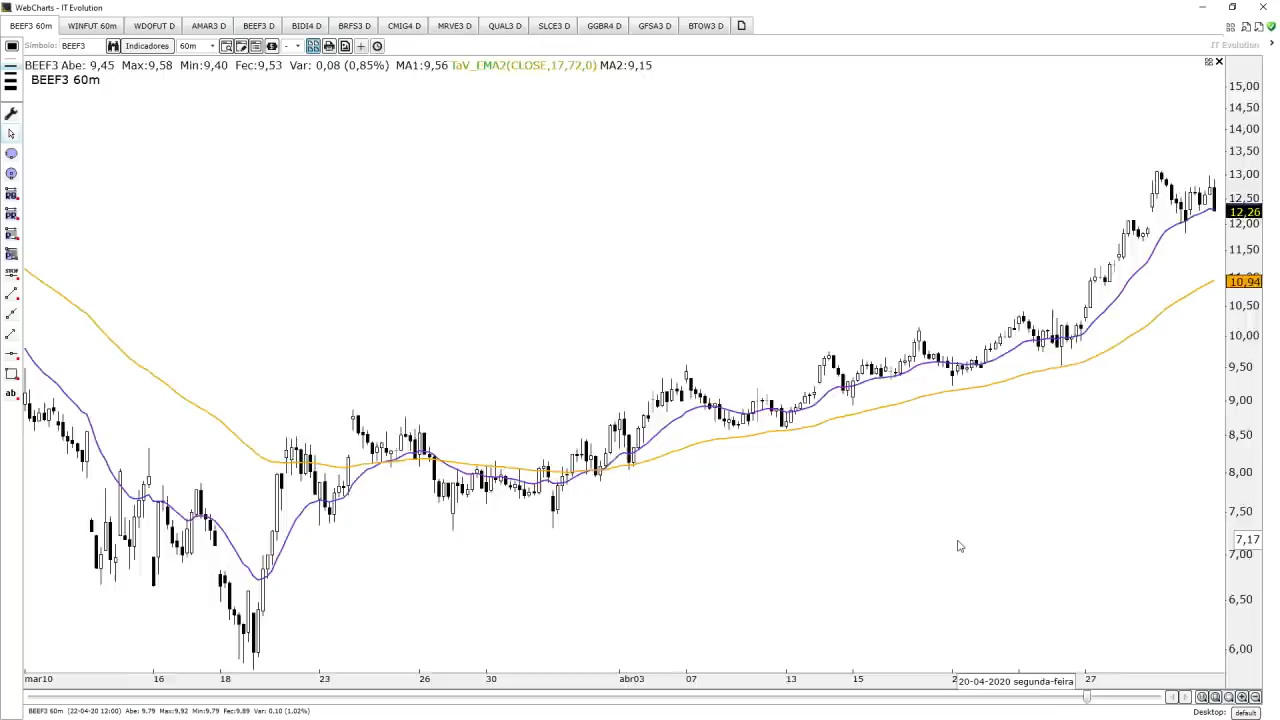 WebCharts - IT Evolution
BEEF3 60m WINFUT 60m WDOFUT D AMAR3 D BEEF3 D BIDI4 D BRFS3 D CMIG4 D MRVE3 D QUAL3 D SLCE3 D GGBR4 D GFSA3 D BTOW3 D
Símbolo: BEEF3 Indicadores 60m - IT Evolution
BEEF3 Abe: 9,45 Max:9,58 Min:9,40 Fec:9,53 Var: 0,08 (0,85%) MA1:9,56 TaV_EMA2(CLOSE,17,72,0) MA2:9,15
BEEF3 60m
15,00
14,50
14,00
13,50
13,00
12,50
12,26
12,00
11,50
10,94
10,50
10,00
9,50
9,00
8,50
8,00
7,50
7,17
7,00
6,50
6,00
ab
mar10 16 18 23 26 30 abr03 07 13 15 20-04-2020 segunda-feira 27
BEEF3 60m (22-04-20 12:00) Abe: 9.79 Max:9.92 Min:9.79 Fec:9.89 Var: 0.10 (1,02%) Desktop: default